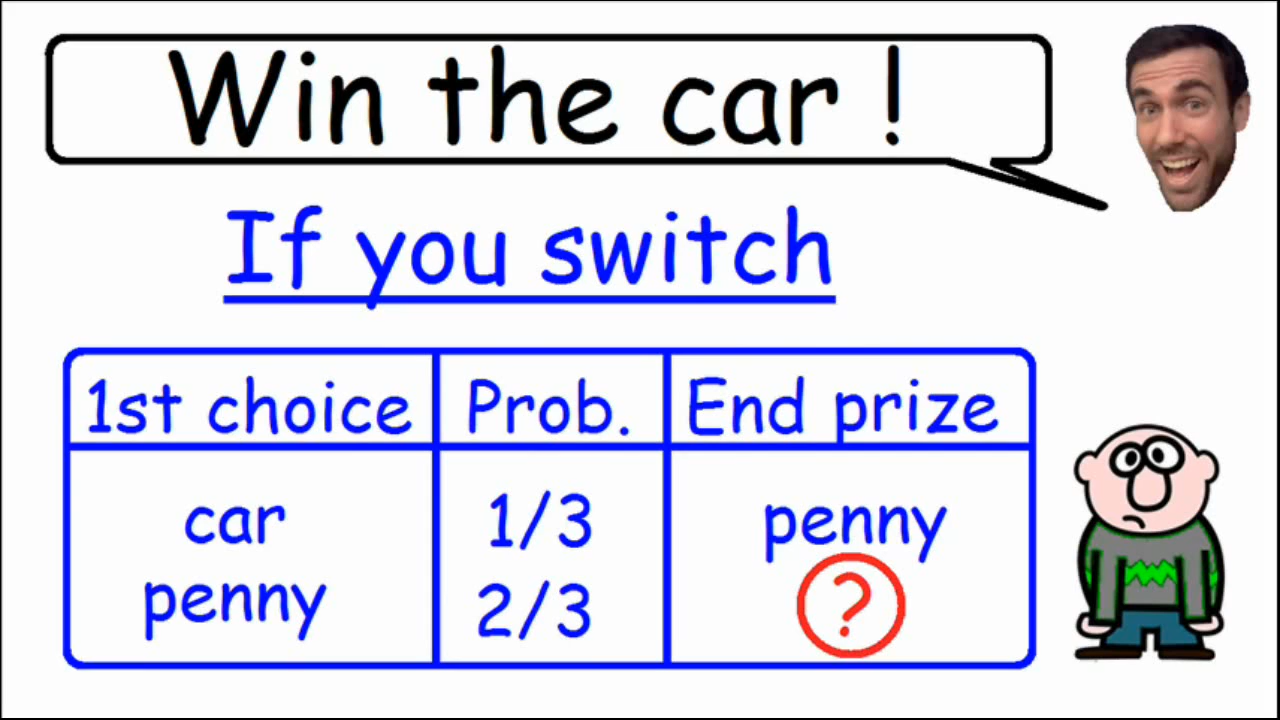 Win the car !
If you switch
1st choice Prob. End prize
car 1/3 penny
penny 2/3 ?